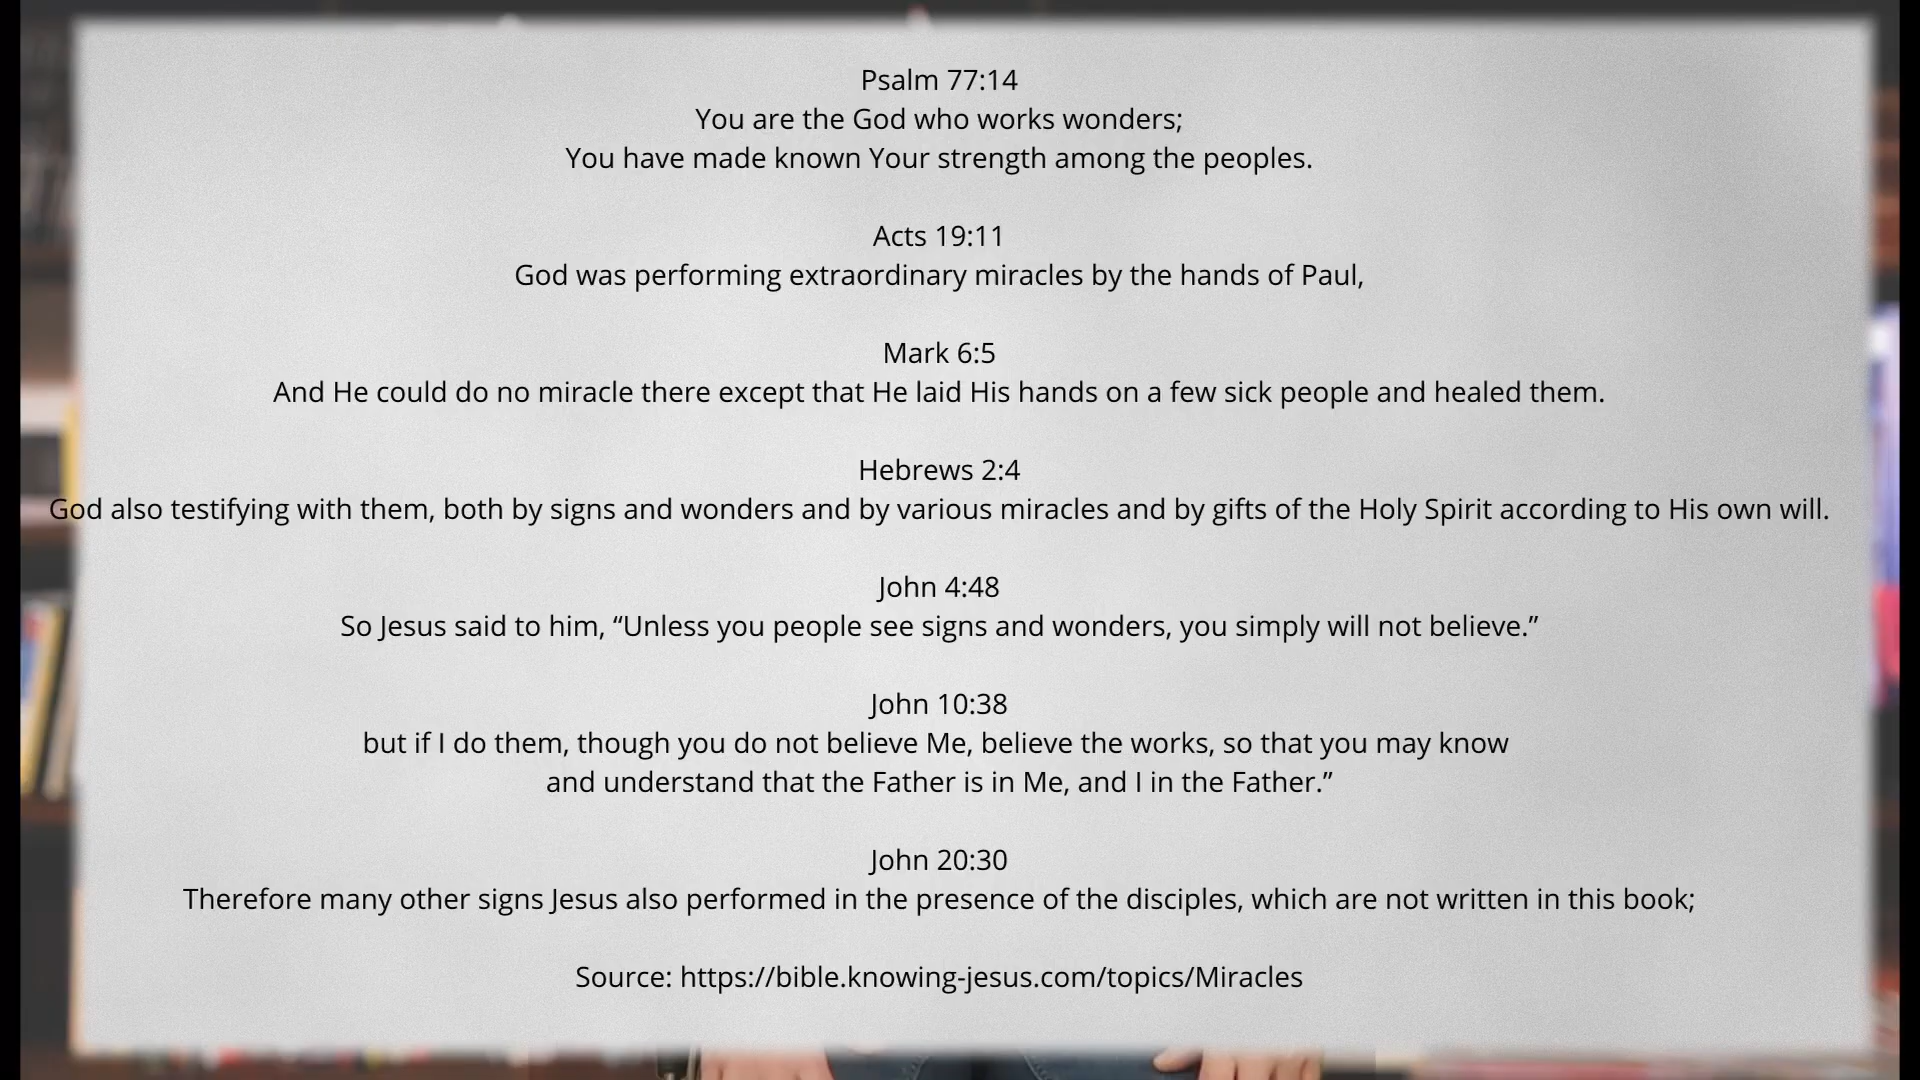 Psalm 77:14
You are the God who works wonders;
You have made known Your strength among the peoples.
Acts 19:11
God was performing extraordinary miracles by the hands of Paul,
Mark 6:5
And He could do no miracle there except that He laid His hands on a few sick people and healed them.
Hebrews 2:4
God also testifying with them, both by signs and wonders and by various miracles and by gifts of the Holy Spirit according to His own will.
John 4:48
So Jesus said to him, “Unless you people see signs and wonders, you simply will not believe.”
John 10:38
but if I do them, though you do not believe Me, believe the works, so that you may know
and understand that the Father is in Me, and I in the Father.”
John 20:30
Therefore many other signs Jesus also performed in the presence of the disciples, which are not written in this book;
Source: https://bible.knowing-jesus.com/topics/Miracles